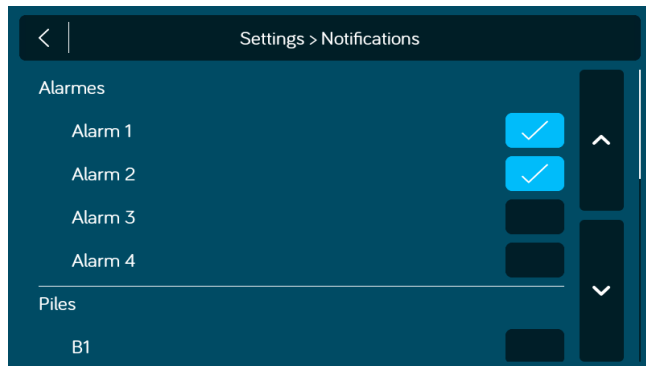 Settings > Notifications
Alarmes
Alarm 1
Alarm 2
Alarm 3
Alarm 4
Piles
B1